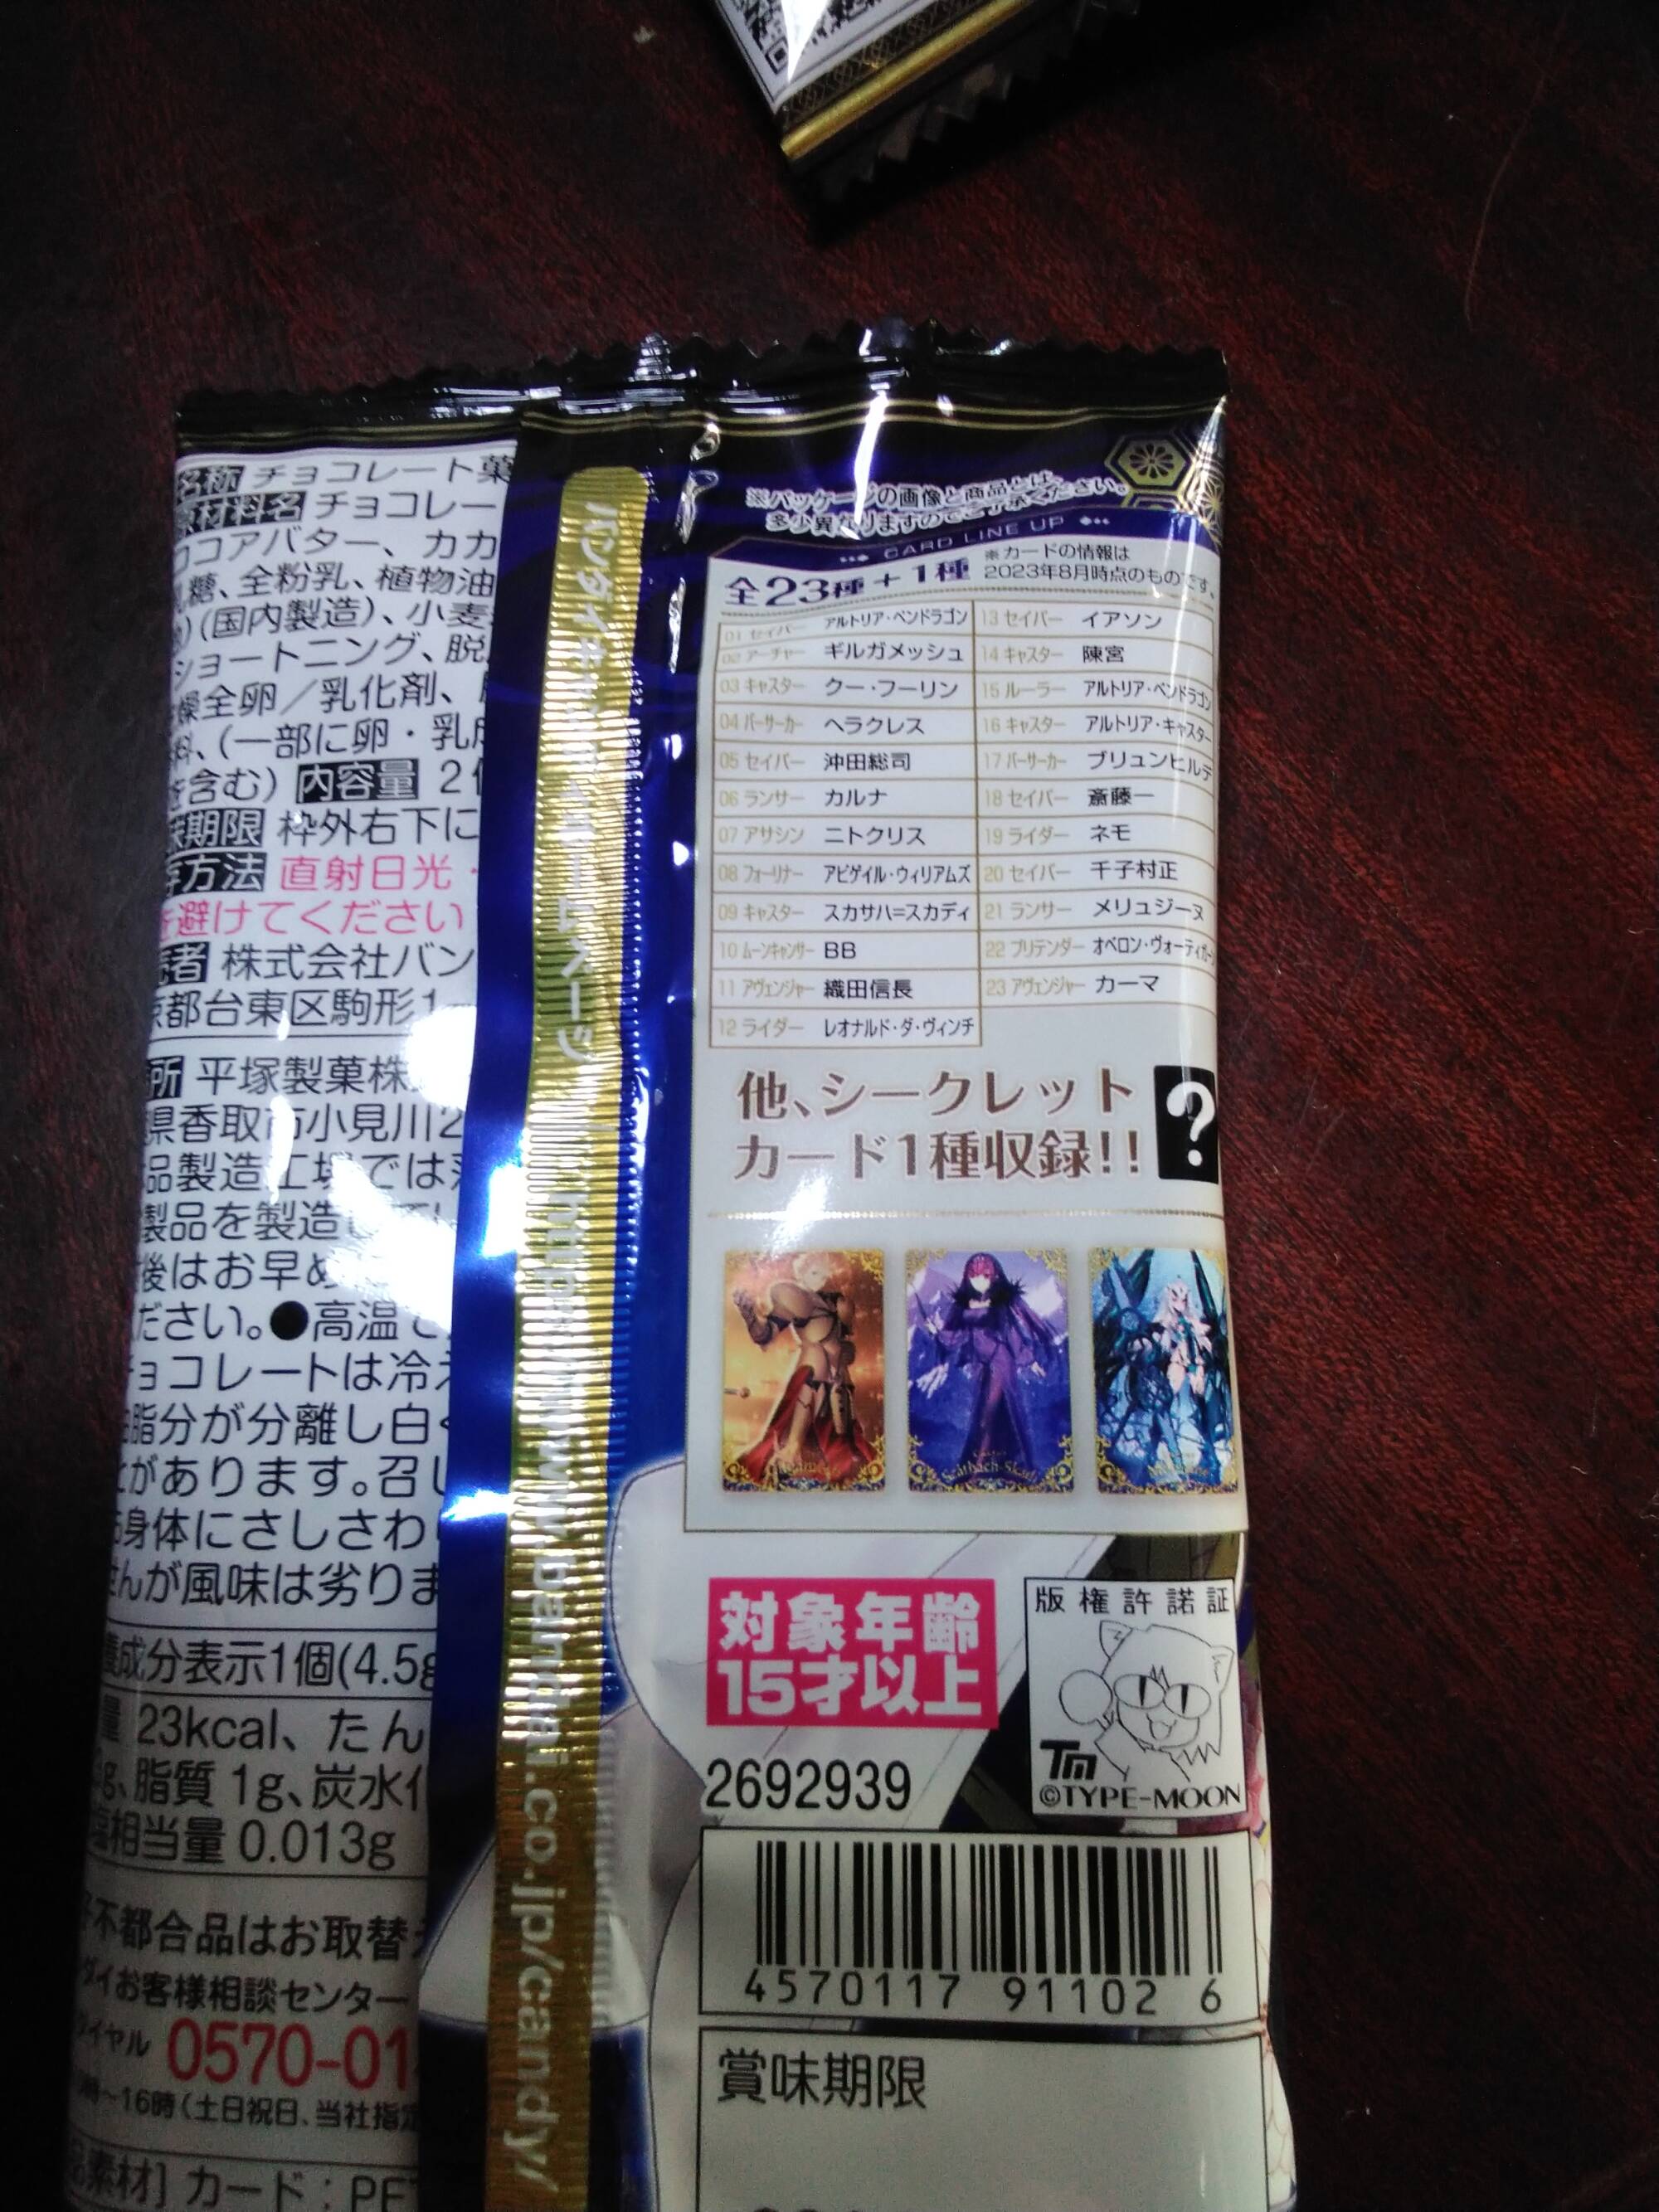 名称 チョコレート菓
原材料名 チョコレー
ココアバター、カカ
乳糖、全粉乳、植物油
(国内製造)、小麦
ショートニング、脱
燥全卵／乳化剤、
料、(一部に卵・乳
を含む) 内容量 2
味期限 枠外右下に
存方法 直射日光・
を避けてください
売者 株式会社バン
京都台東区駒形1-
所 平塚製菓株
県香取市小見川2
品製造工場では
製品を製造
後はお早め
ださい。●高温で
チョコレートは冷え
脂分が分離し白く
とがあります。召し
身体にさしさわ
せんが風味は劣りま
養成分表示1個(4.5g
量 23kcal、たん
g、脂質 1g、炭水化
塩相当量 0.013g
不都合品はお取替え
ダイお客様相談センター
ダイヤル 0570-01
時～16時(土日祝日、当社指定
品素材] カード：PET
バンダイキャンディホームページ
http://www.bandai.co.jp/candy/
※パッケージの画像と商品とは、
多少異なりますのでご了承ください。
CARD LINE UP
全23種+1種
※カードの情報は
2023年8月時点のものです。
01 セイバー アルトリア・ペンドラゴン
02 アーチャー ギルガメッシュ
03 キャスター クー・フーリン
04 バーサーカー ヘラクレス
05 セイバー 沖田総司
06 ランサー カルナ
07 アサシン ニトクリス
08 フォーリナー アビゲイル・ウィリアムズ
09 キャスター スカサハ=スカディ
10 ムーンキャンサー BB
11 アヴェンジャー 織田信長
12 ライダー レオナルド・ダ・ヴィンチ
13 セイバー イアソン
14 キャスター 陳宮
15 ルーラー アルトリア・ペンドラゴン
16 キャスター アルトリア・キャスター
17 バーサーカー ブリュンヒルデ
18 セイバー 斎藤一
19 ライダー ネモ
20 セイバー 千子村正
21 ランサー メリュジーヌ
22 プリテンダー オベロン・ヴォーティガーン
23 アヴェンジャー カーマ
他、シークレット
カード1種収録!!
?
Scáthach-Skadi
対象年齢
15才以上
版権許諾証
TM
©TYPE-MOON
2692939
4570117 91102 6
賞味期限